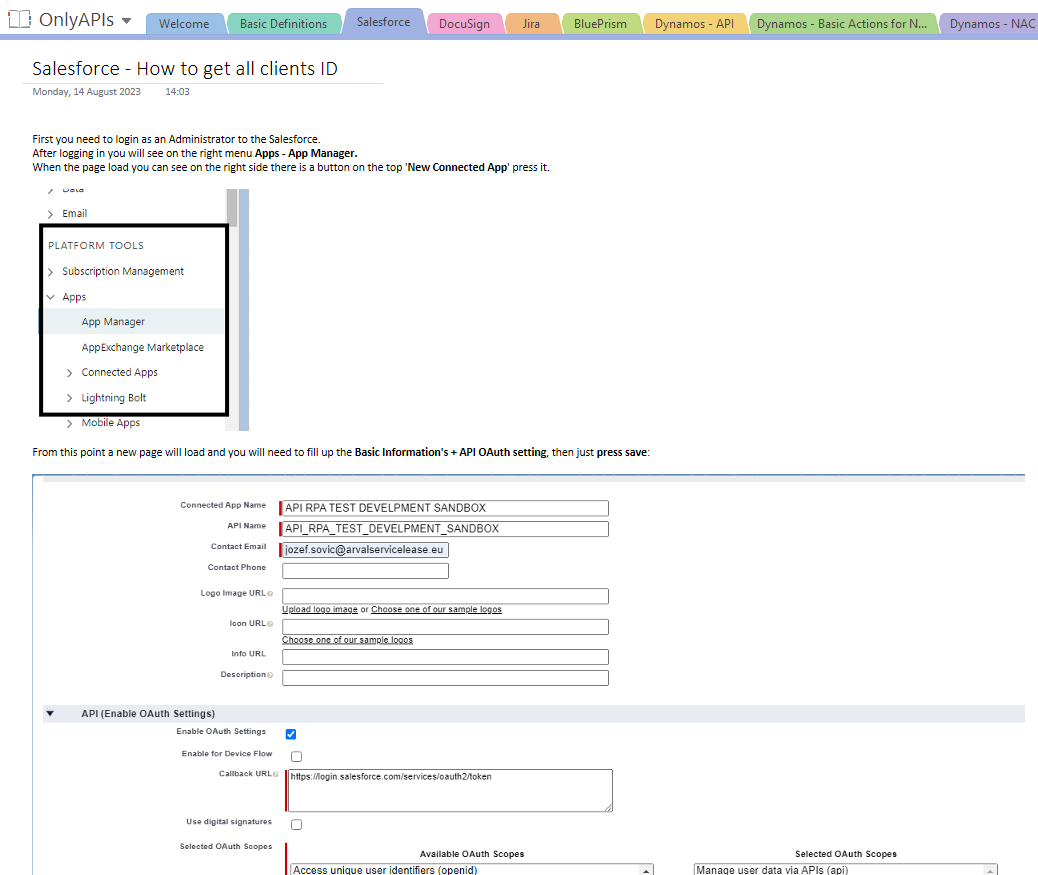 OnlyAPIs
Welcome
Basic Definitions
Salesforce
DocuSign
Jira
BluePrism
Dynamos - API
Dynamos - Basic Actions for N...
Dynamos - NAC
Salesforce - How to get all clients ID
Monday, 14 August 2023 14:03
First you need to login as an Administrator to the Salesforce.
After logging in you will see on the right menu Apps - App Manager.
When the page load you can see on the right side there is a button on the top 'New Connected App' press it.
Data
Email
PLATFORM TOOLS
Subscription Management
Apps
App Manager
AppExchange Marketplace
Connected Apps
Lightning Bolt
Mobile Apps
From this point a new page will load and you will need to fill up the Basic Information's + API OAuth setting, then just press save:
Connected App Name API RPA TEST DEVELPMENT SANDBOX
API Name API_RPA_TEST_DEVELPMENT_SANDBOX
Contact Email jozef.sovic@arvalservicelease.eu
Contact Phone
Logo Image URL
Upload logo image or Choose one of our sample logos
Icon URL
Choose one of our sample logos
Info URL
Description
API (Enable OAuth Settings)
Enable OAuth Settings
Enable for Device Flow
Callback URL https://login.salesforce.com/services/oauth2/token
Use digital signatures
Selected OAuth Scopes
Available OAuth Scopes Selected OAuth Scopes
Access unique user identifiers (openid) Manage user data via APIs (api)